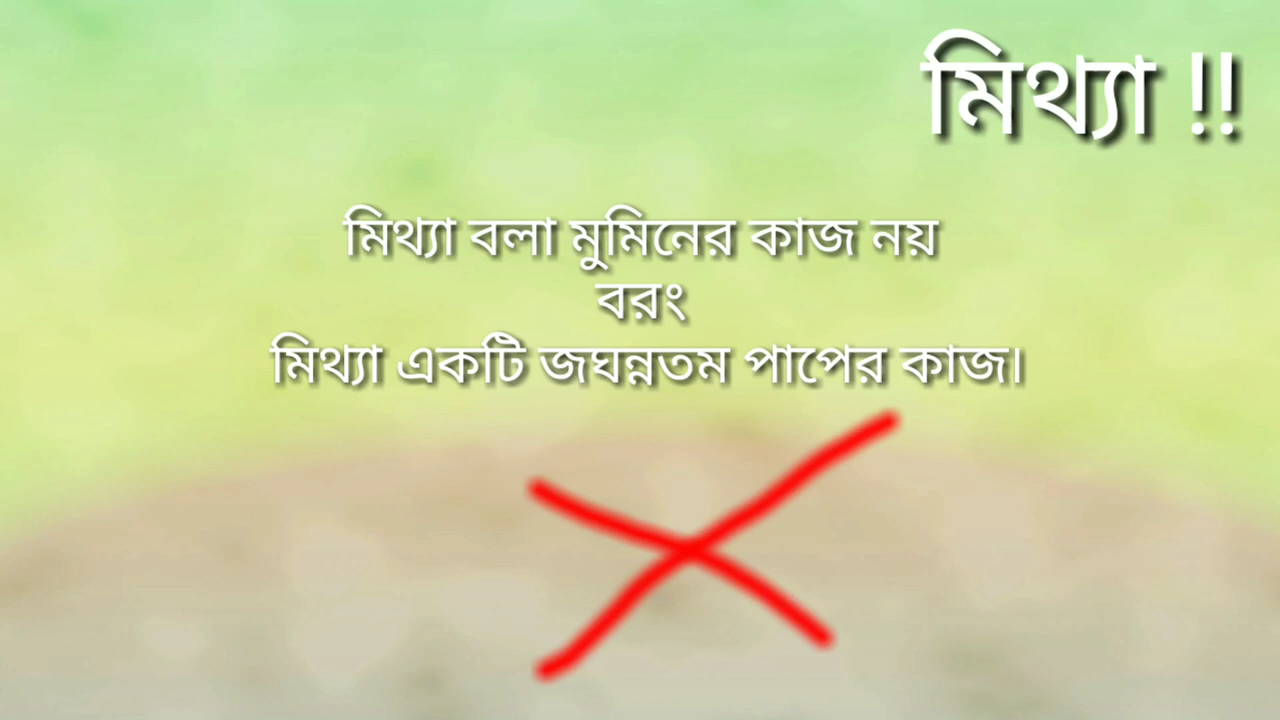 মিথ্যা !!
মিথ্যা বলা মুমিনের কাজ নয়
বরং
মিথ্যা একটি জঘন্নতম পাপের কাজ।